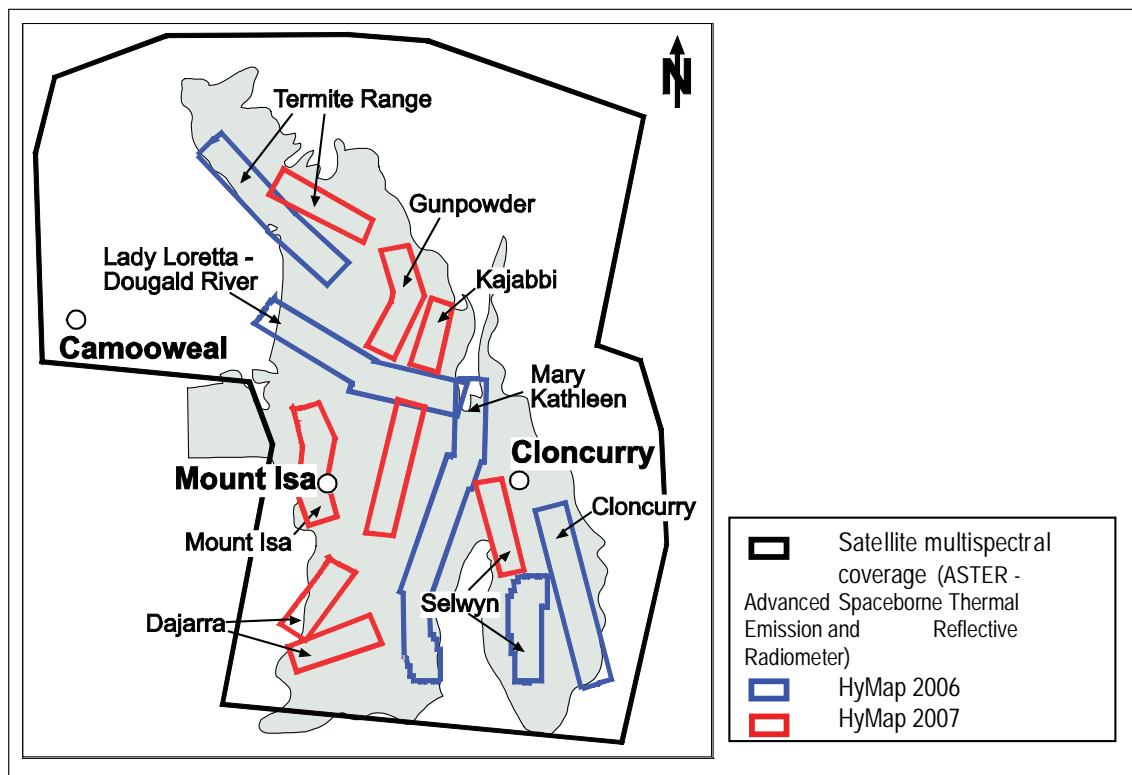 N
Termite Range
Gunpowder
Lady Loretta -
Dougald River
Kajabbi
Camooweal
Mary
Kathleen
Cloncurry
Mount Isa
Cloncurry
Mount Isa
Selwyn
Dajarra
Satellite multispectral
coverage (ASTER -
Advanced Spaceborne Thermal
Emission and Reflective
Radiometer)
HyMap 2006
HyMap 2007